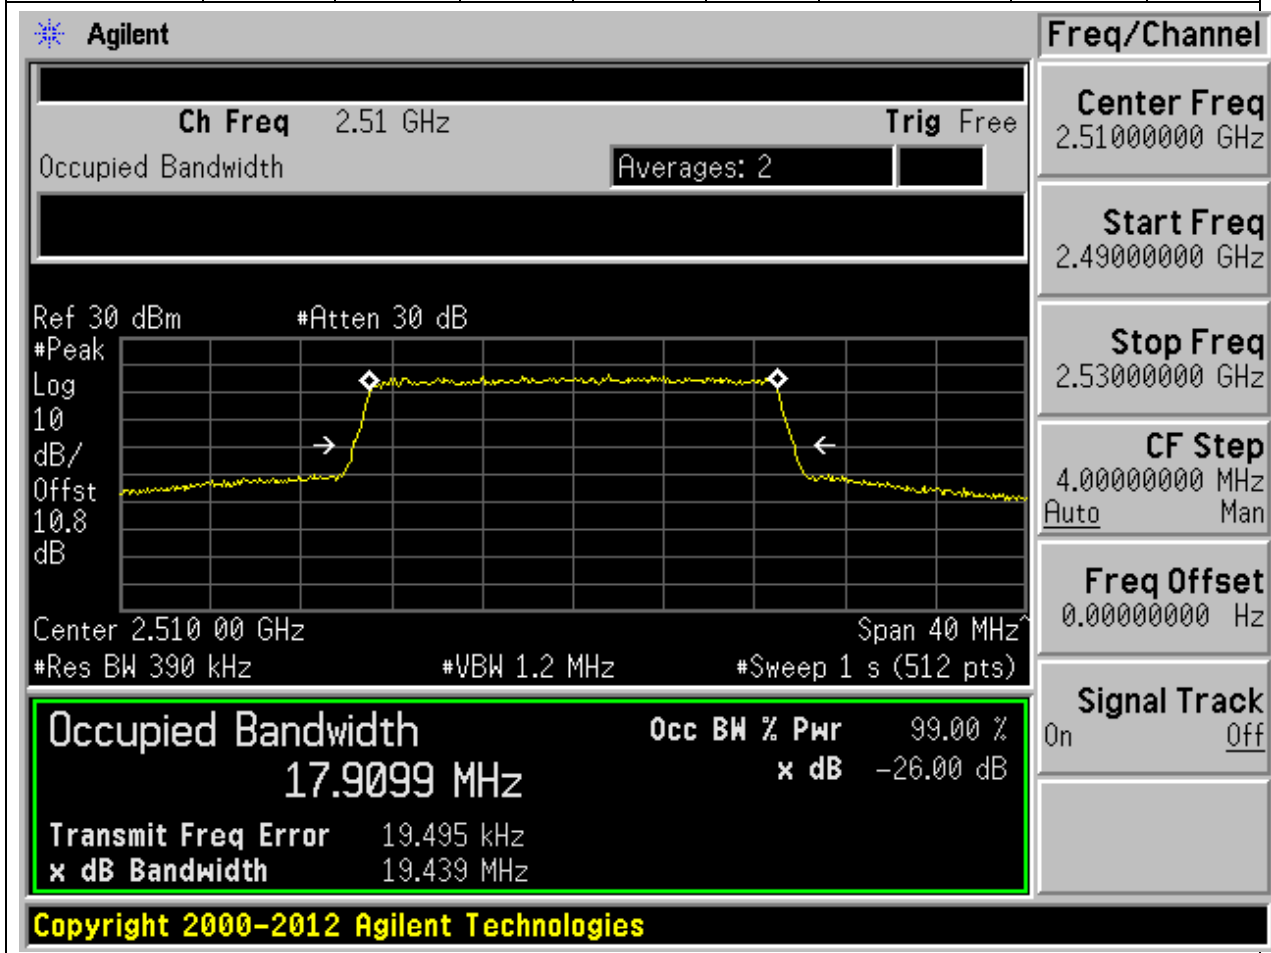 Agilent
Freq/Channel
Ch Freq 2.51 GHz Trig Free
Occupied Bandwidth Averages: 2
Center Freq
2.51000000 GHz
Start Freq
2.49000000 GHz
Stop Freq
2.53000000 GHz
CF Step
4.00000000 MHz
Auto Man
Freq Offset
0.00000000 Hz
Signal Track
On Off
Ref 30 dBm #Atten 30 dB
#Peak
Log
10
dB/
Offst
10.8
dB
Center 2.510 00 GHz Span 40 MHz^
#Res BW 390 kHz #VBW 1.2 MHz #Sweep 1 s (512 pts)
Occupied Bandwidth Occ BW % Pwr 99.00 %
17.9099 MHz x dB -26.00 dB
Transmit Freq Error 19.495 kHz
x dB Bandwidth 19.439 MHz
Copyright 2000-2012 Agilent Technologies